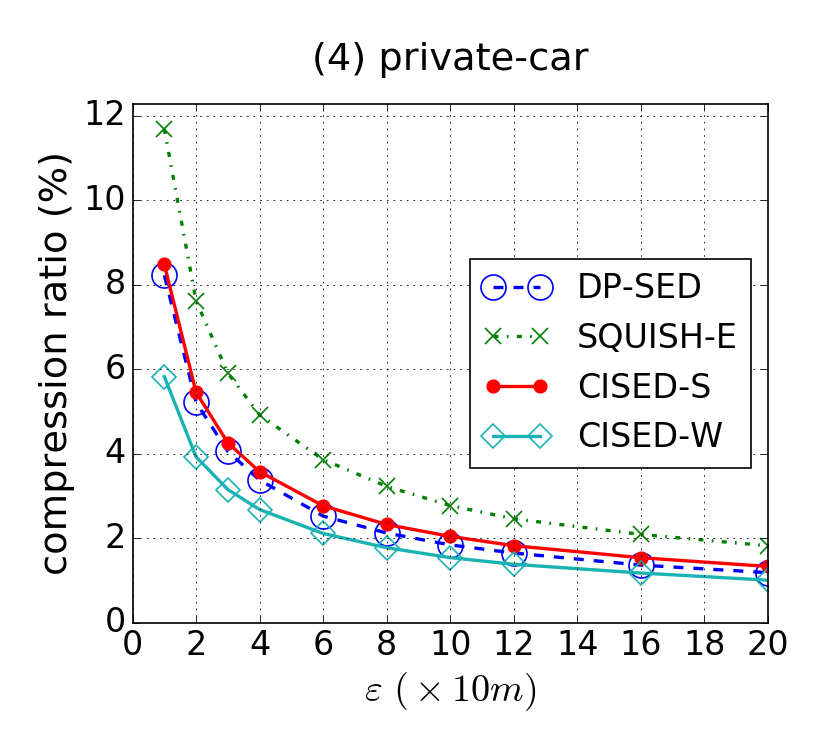 (4) private-car
compression ratio (%)
12
10
8
6
4
2
0
DP-SED
SQUISH-E
CISED-S
CISED-W
0 2 4 6 8 10 12 14 16 18 20
ε (×10m)